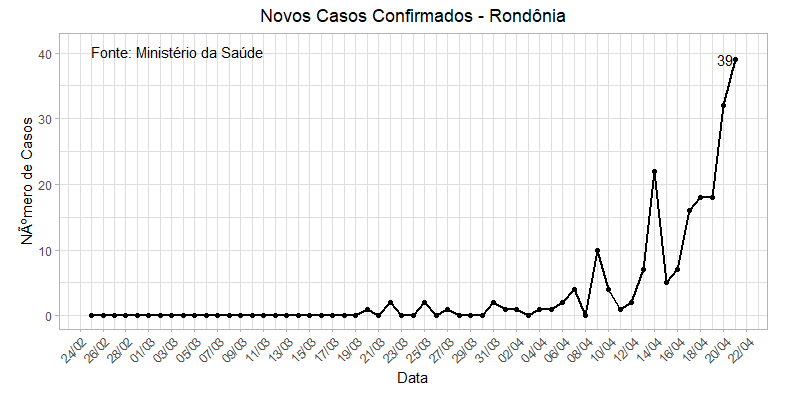 Novos Casos Confirmados - Rondônia
Fonte: Ministério da Saúde
39
40
30
20
10
0
NÃºmero de Casos
24/02 26/02 28/02 01/03 03/03 05/03 07/03 09/03 11/03 13/03 15/03 17/03 19/03 21/03 23/03 25/03 27/03 29/03 31/03 02/04 04/04 06/04 08/04 10/04 12/04 14/04 16/04 18/04 20/04 22/04
Data